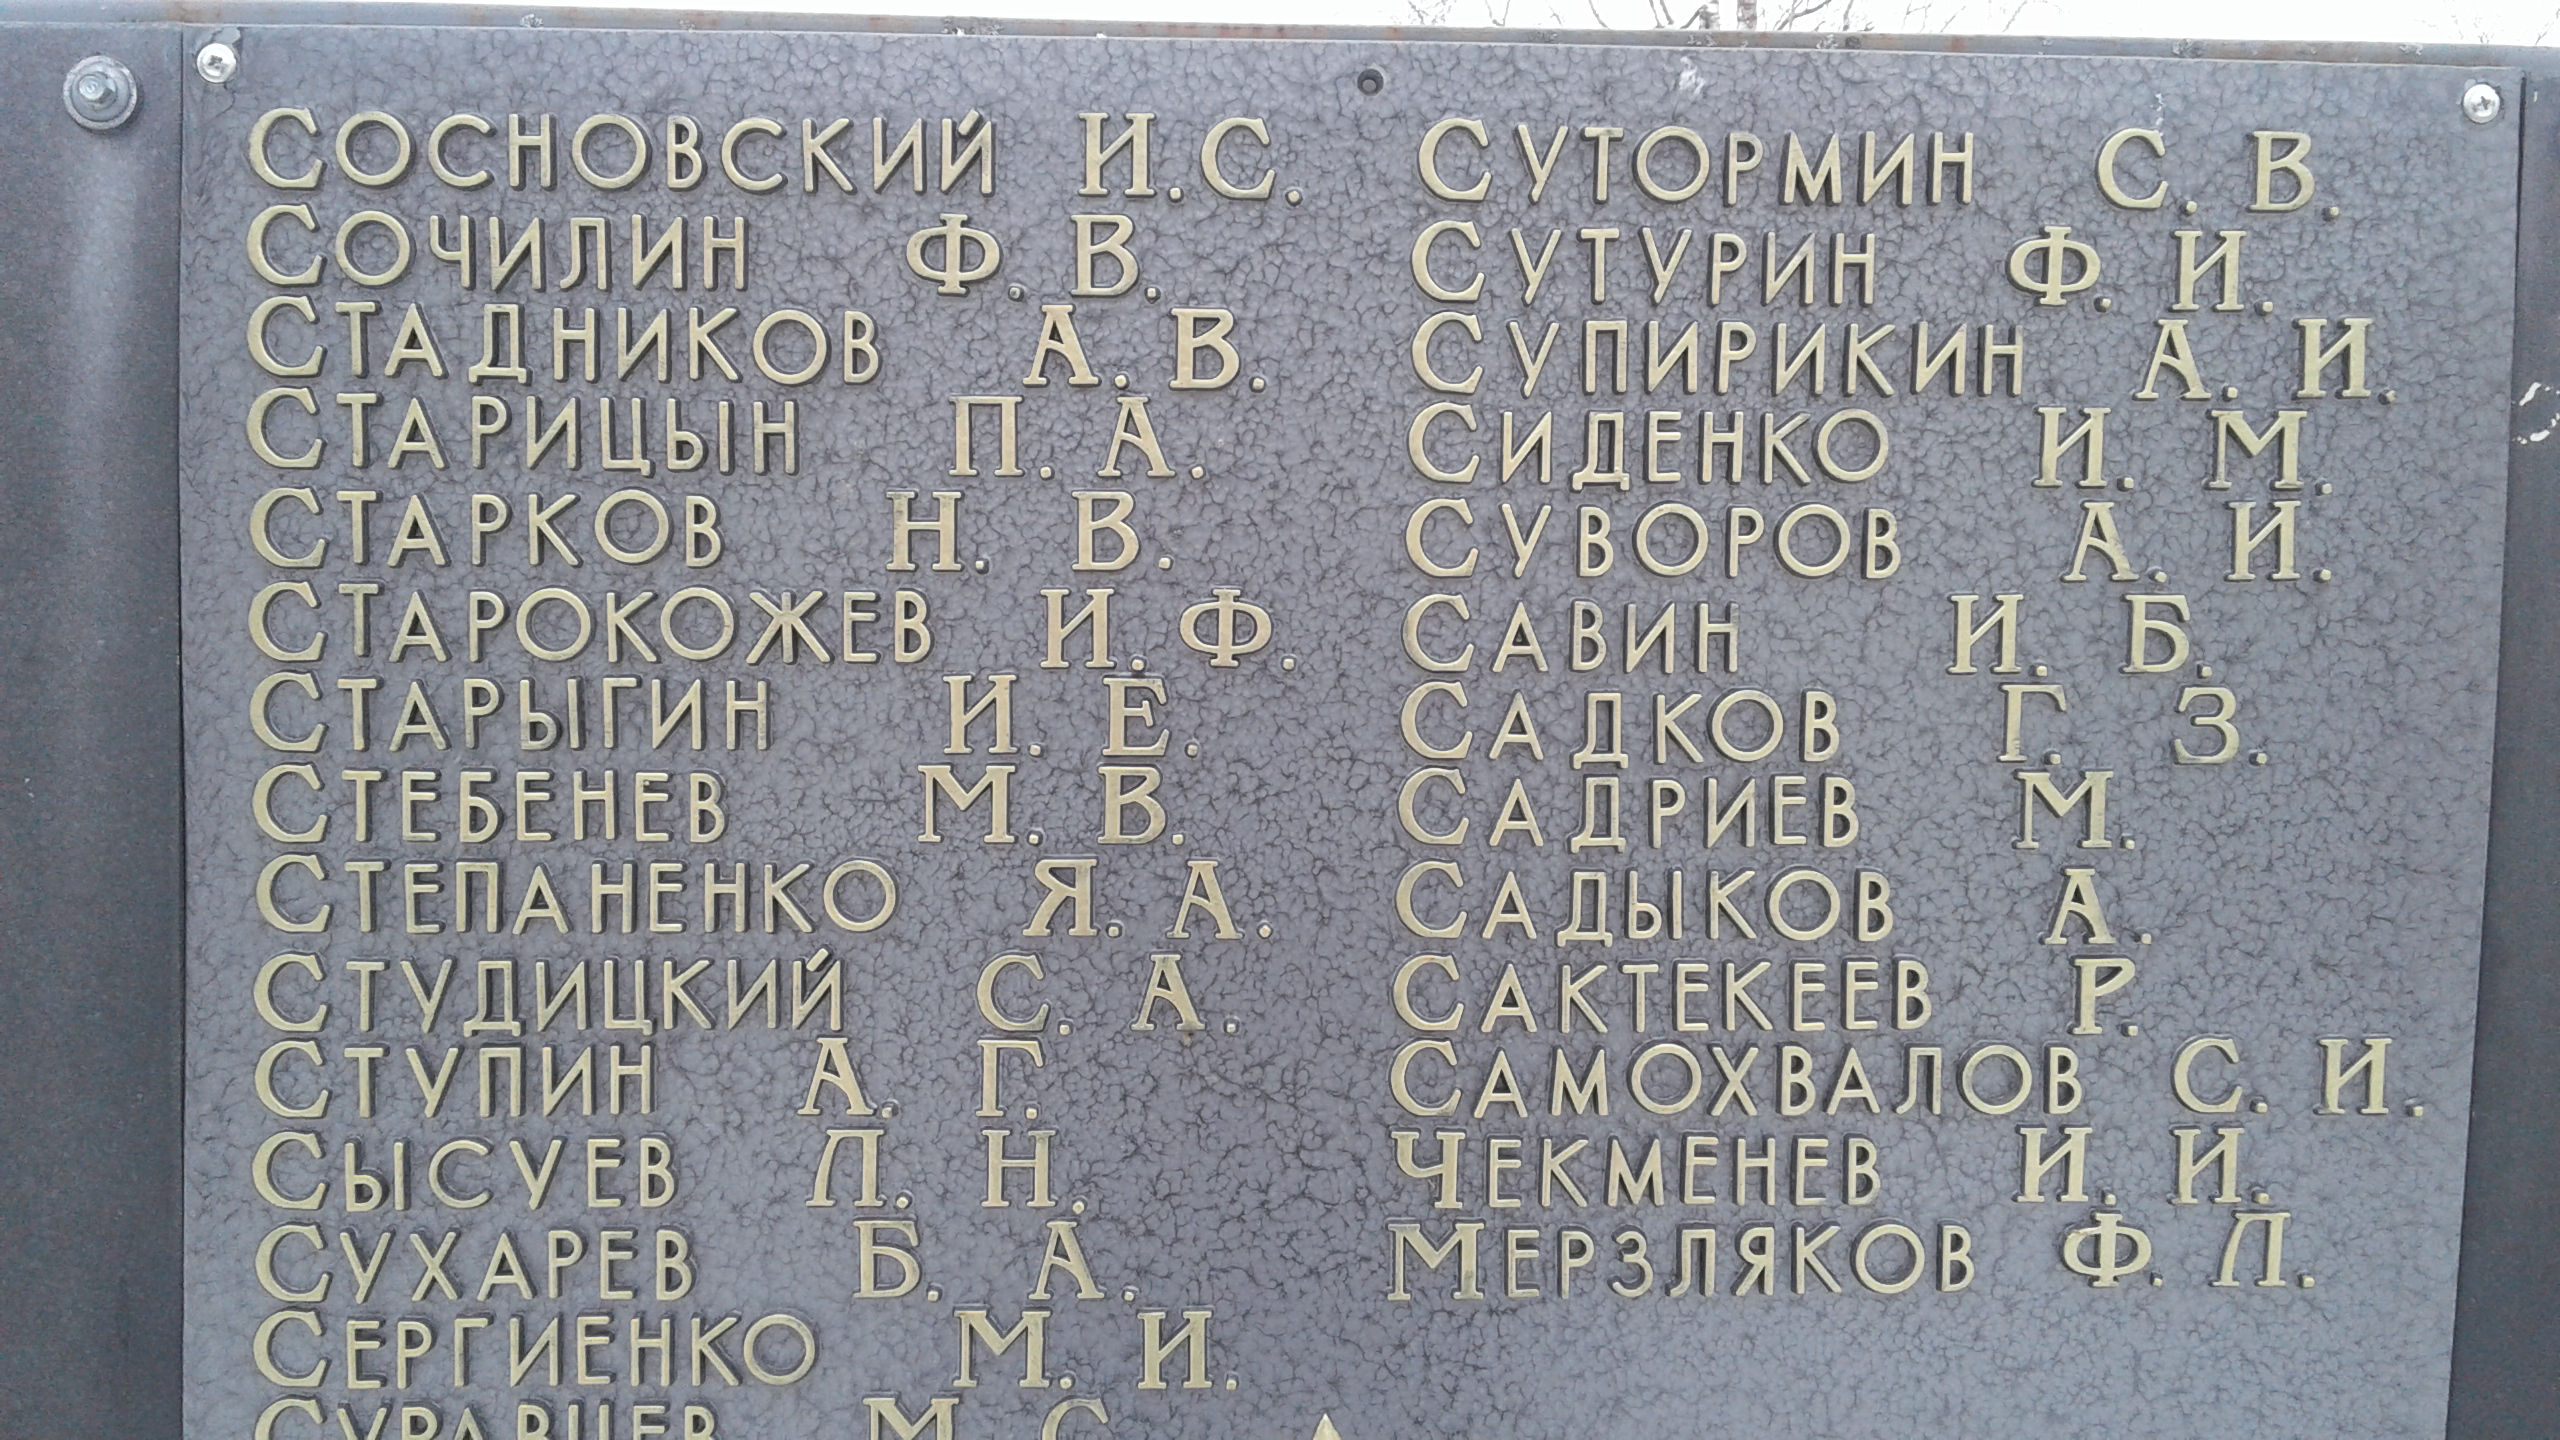 Сосновский И.С.
Сочилин Ф.В.
Стадников А.В.
Старицын П.А.
Старков Н.В.
Старокожев И.Ф.
Старыгин И.Е.
Стебенев М.В.
Степаненко Я.А.
Студицкий С.А.
Ступин А.Г.
Сысуев Л.Н.
Сухарев Б.А.
Сергиенко М.И.
Суравцев М.С.
Сутормин С.В.
Сутурин Ф.И.
Супирикин А.И.
Сиденко И.М.
Суворов А.И.
Савин И.Б.
Садков Г.З.
Садриев М.
Садыков А.
Сактекеев Р.
Самохвалов С.И.
Чекменев И.И.
Мерзляков Ф.Л.